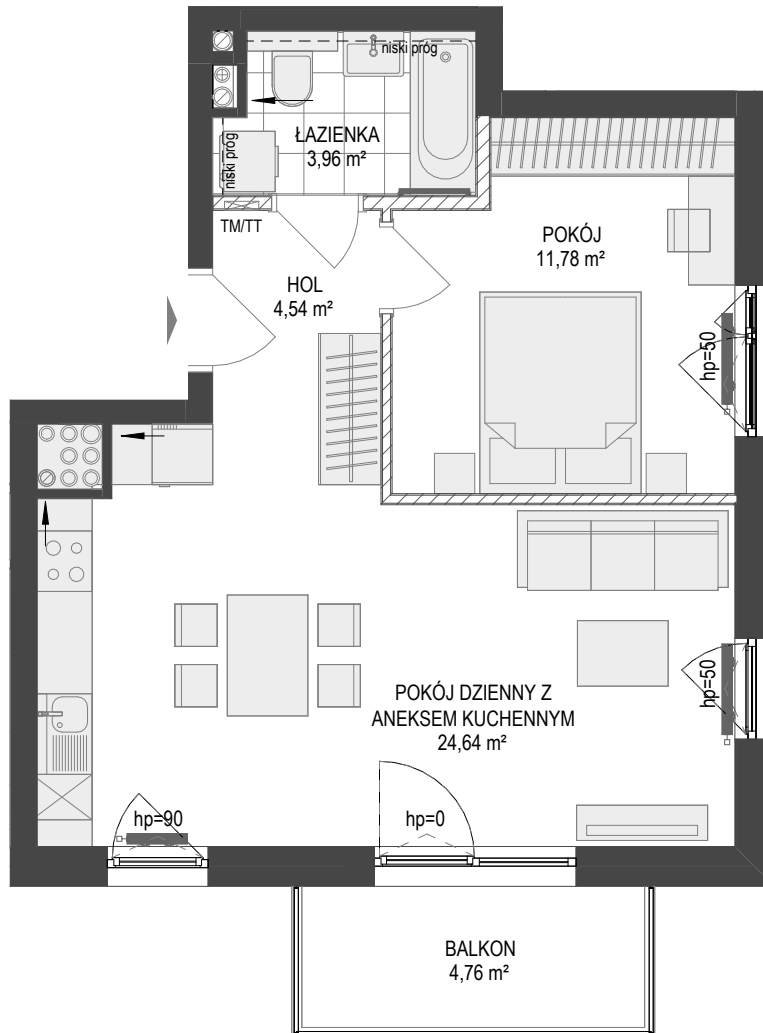 niski próg
ŁAZIENKA
3,96 m²
niski próg
TM/TT
POKÓJ
11,78 m²
HOL
4,54 m²
hp=50
POKÓJ DZIENNY Z
ANEKSEM KUCHENNYM
24,64 m²
hp=50
hp=90
hp=0
BALKON
4,76 m²